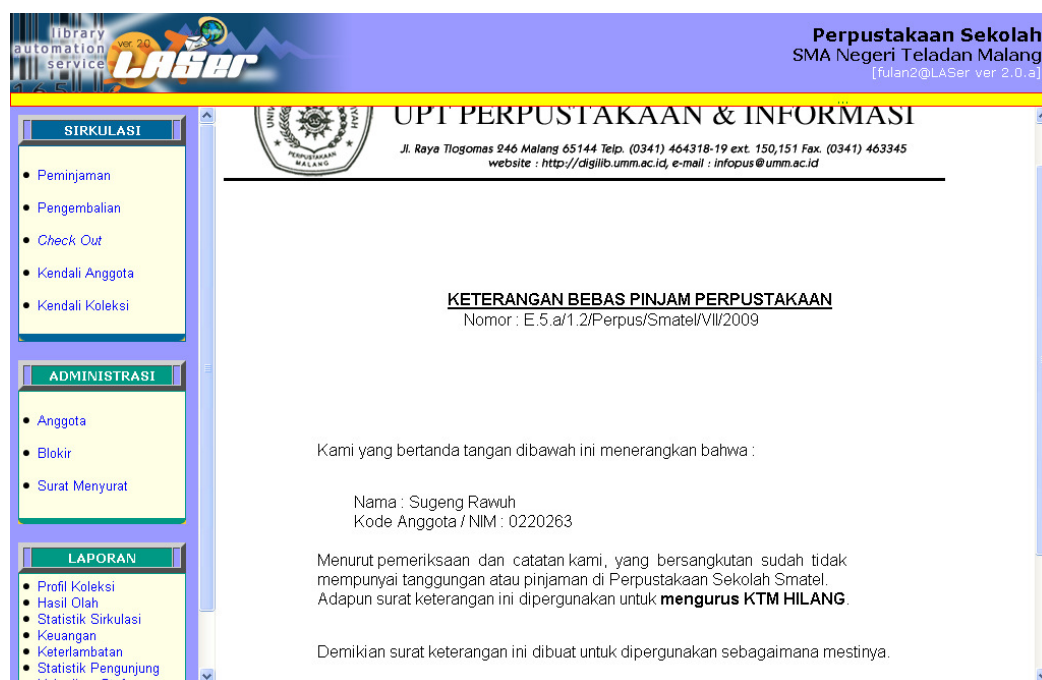 library
automation
service
ver. 2.0
LASer
1 6 5
Perpustakaan Sekolah
SMA Negeri Teladan Malang
[fulan2@LASer ver 2.0.a]
...
SIRKULASI
Peminjaman
Pengembalian
Check Out
Kendali Anggota
Kendali Koleksi
ADMINISTRASI
Anggota
Blokir
Surat Menyurat
LAPORAN
Profil Koleksi
Hasil Olah
Statistik Sirkulasi
Keuangan
Keterlambatan
Statistik Pengunjung
UPT PERPUSTAKAAN & INFORMASI
PERPUSTAKAAN
MALANG
Jl. Raya Tlogomas 246 Malang 65144 Telp. (0341) 464318-19 ext. 150,151 Fax. (0341) 463345
website : http://digilib.umm.ac.id, e-mail : infopus@umm.ac.id
KETERANGAN BEBAS PINJAM PERPUSTAKAAN
Nomor : E.5.a/1.2/Perpus/Smatel/VII/2009
Kami yang bertanda tangan dibawah ini menerangkan bahwa :
Nama : Sugeng Rawuh
Kode Anggota / NIM : 0220263
Menurut pemeriksaan dan catatan kami, yang bersangkutan sudah tidak
mempunyai tanggungan atau pinjaman di Perpustakaan Sekolah Smatel.
Adapun surat keterangan ini dipergunakan untuk mengurus KTM HILANG.
Demikian surat keterangan ini dibuat untuk dipergunakan sebagaimana mestinya.